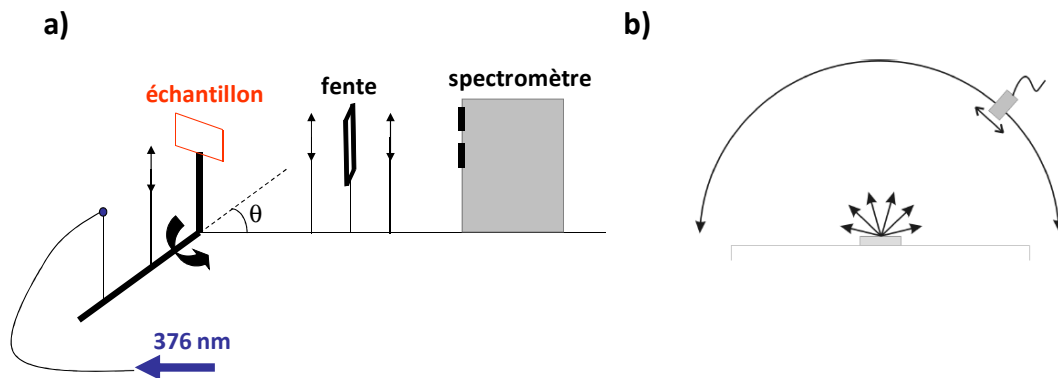 a)
b)
échantillon
fente
spectromètre
θ
376 nm